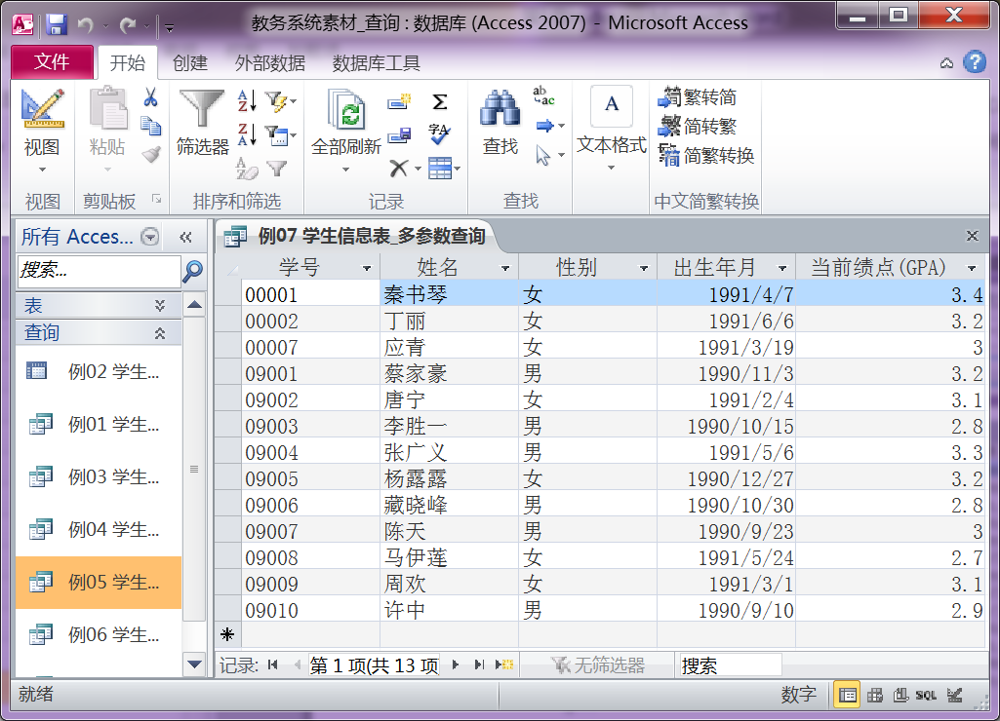 教务系统素材_查询 : 数据库 (Access 2007) - Microsoft Access
文件 开始 创建 外部数据 数据库工具
视图 粘贴 筛选器 全部刷新 查找 文本格式
繁转简
简转繁
简繁转换
视图 剪贴板 排序和筛选 记录 查找 中文简繁转换
所有 Acces... «
搜索...
表
查询
例02 学生...
例01 学生...
例03 学生...
例04 学生...
例05 学生...
例06 学生...
例07 学生信息表_多参数查询
学号 姓名 性别 出生年月 当前绩点(GPA)
00001 秦书琴 女 1991/4/7 3.4
00002 丁丽 女 1991/6/6 3.2
00007 应青 女 1991/3/19 3
09001 蔡家豪 男 1990/11/3 3.2
09002 唐宁 女 1991/2/4 3.1
09003 李胜一 男 1990/10/15 2.8
09004 张广义 男 1991/5/6 3.3
09005 杨露露 女 1990/12/27 3.2
09006 藏晓峰 男 1990/10/30 2.8
09007 陈天 男 1990/9/23 3
09008 马伊莲 女 1991/5/24 2.7
09009 周欢 女 1991/3/1 3.1
09010 许中 男 1990/9/10 2.9
记录: 第 1 项(共 13 项 无筛选器 搜索
就绪 数字 SQL